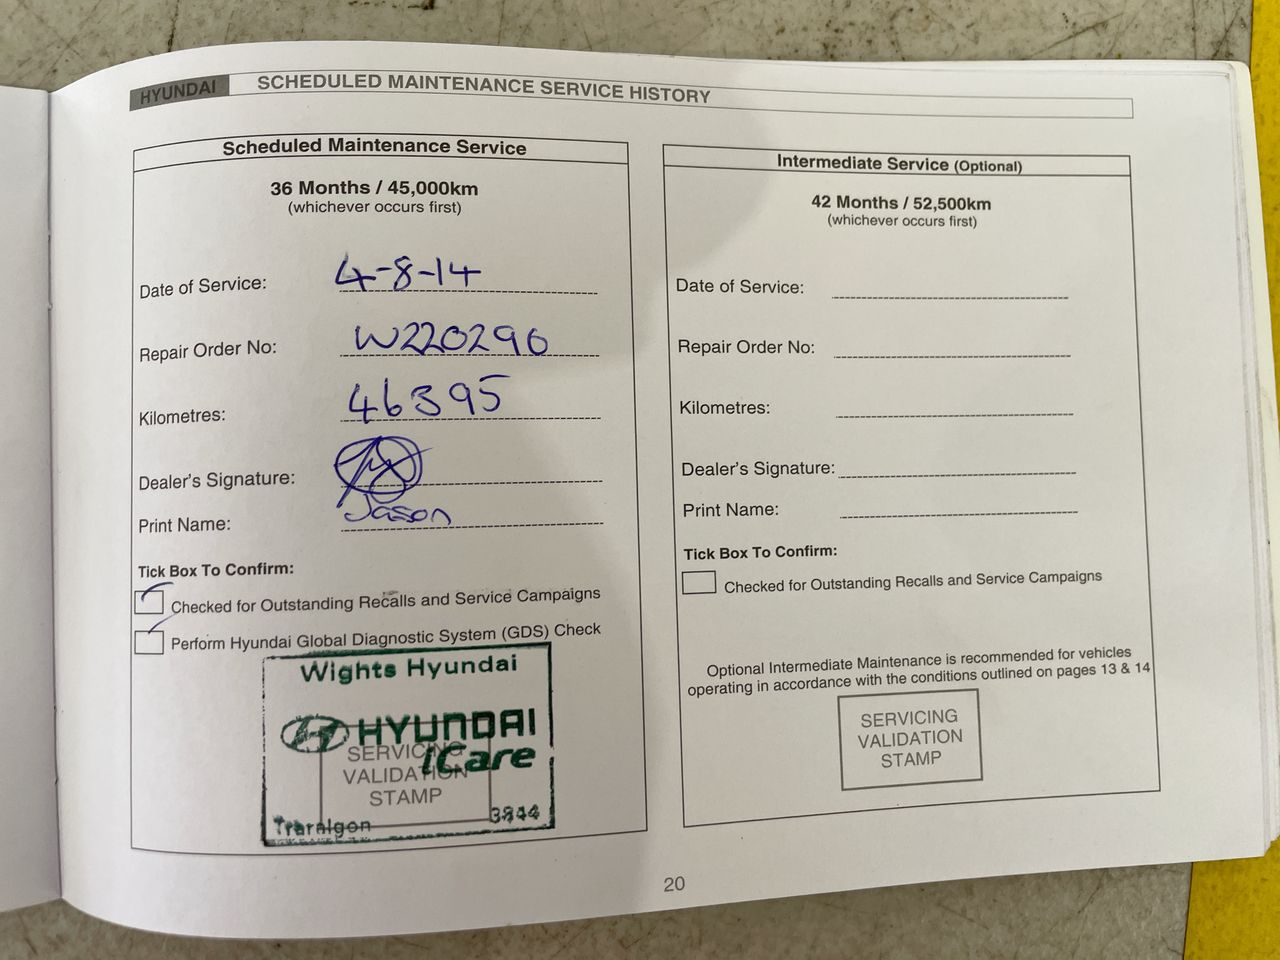 HYUNDAI SCHEDULED MAINTENANCE SERVICE HISTORY
Scheduled Maintenance Service
36 Months / 45,000km
(whichever occurs first)
Date of Service: 4-8-14
Repair Order No: W220296
Kilometres: 46395
Dealer's Signature:
Print Name: Jason
Tick Box To Confirm:
Checked for Outstanding Recalls and Service Campaigns
Perform Hyundai Global Diagnostic System (GDS) Check
Wights Hyundai
HYUNDAI
iCare
SERVICING
VALIDATION
STAMP
Traralgon 3844
Intermediate Service (Optional)
42 Months / 52,500km
(whichever occurs first)
Date of Service:
Repair Order No:
Kilometres:
Dealer's Signature:
Print Name:
Tick Box To Confirm:
Checked for Outstanding Recalls and Service Campaigns
Optional Intermediate Maintenance is recommended for vehicles
operating in accordance with the conditions outlined on pages 13 & 14
SERVICING
VALIDATION
STAMP
20